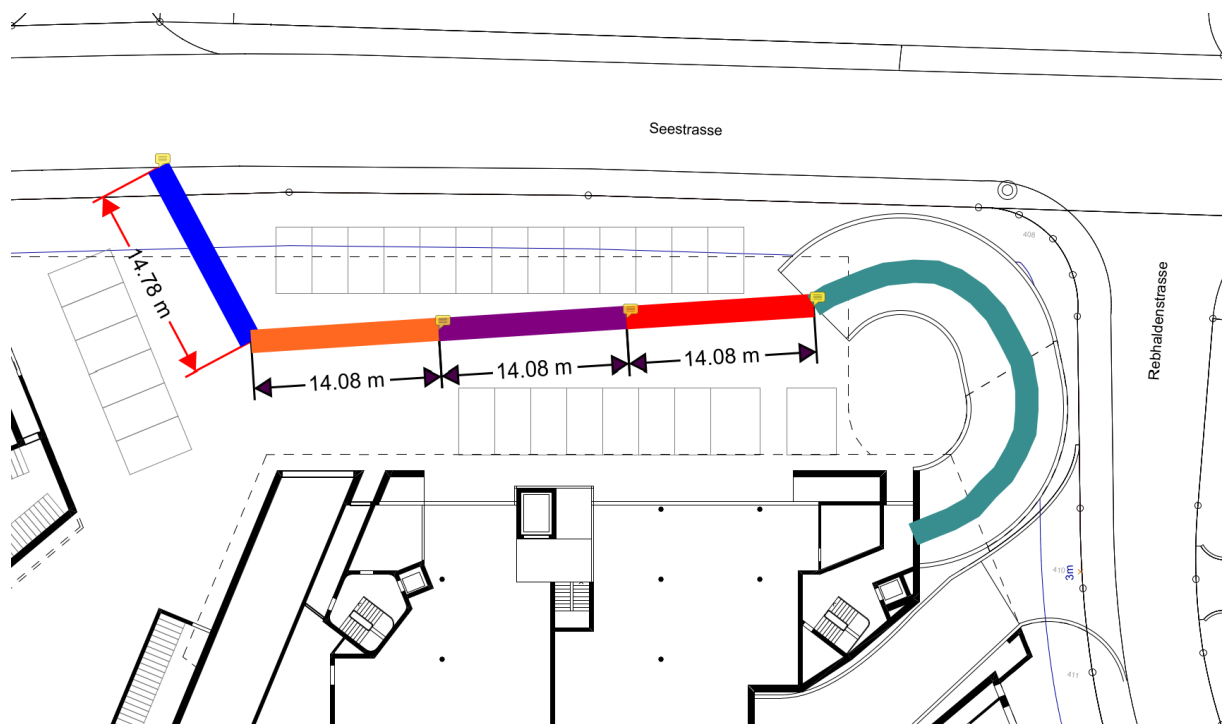 Seestrasse
14.78 m
408
14.08 m
14.08 m
14.08 m
Rebhaldenstrasse
410
3m
411